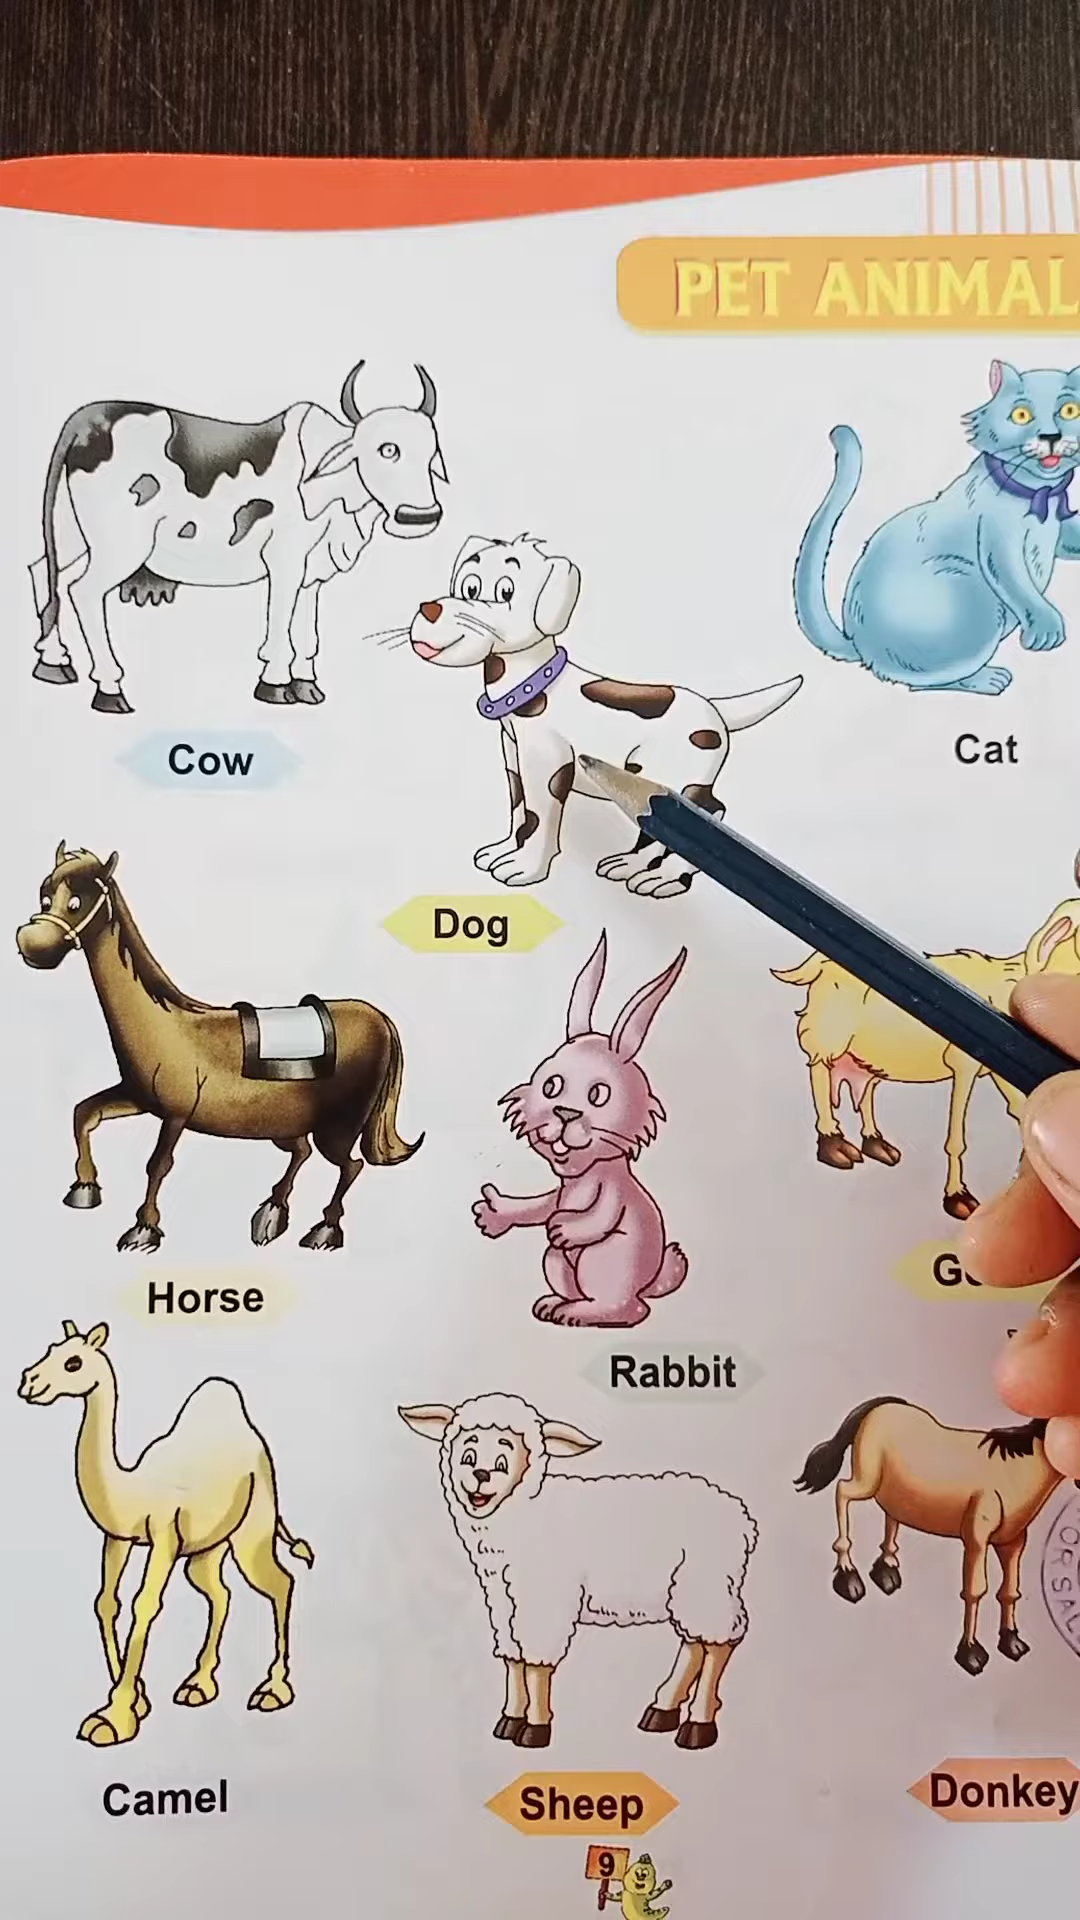 PET ANIMAL
Cow
Cat
Dog
Horse
Rabbit
Camel
Sheep
Donkey
9